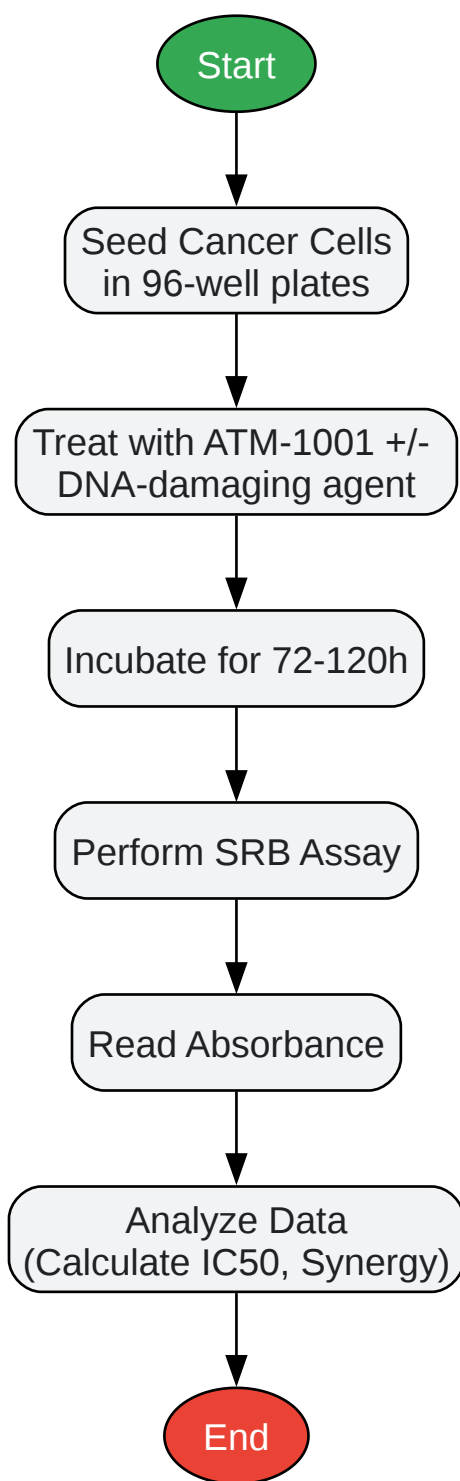 Start
Seed Cancer Cells
in 96-well plates
Treat with ATM-1001 +/-
DNA-damaging agent
Incubate for 72-120h
Perform SRB Assay
Read Absorbance
Analyze Data
(Calculate IC50, Synergy)
End